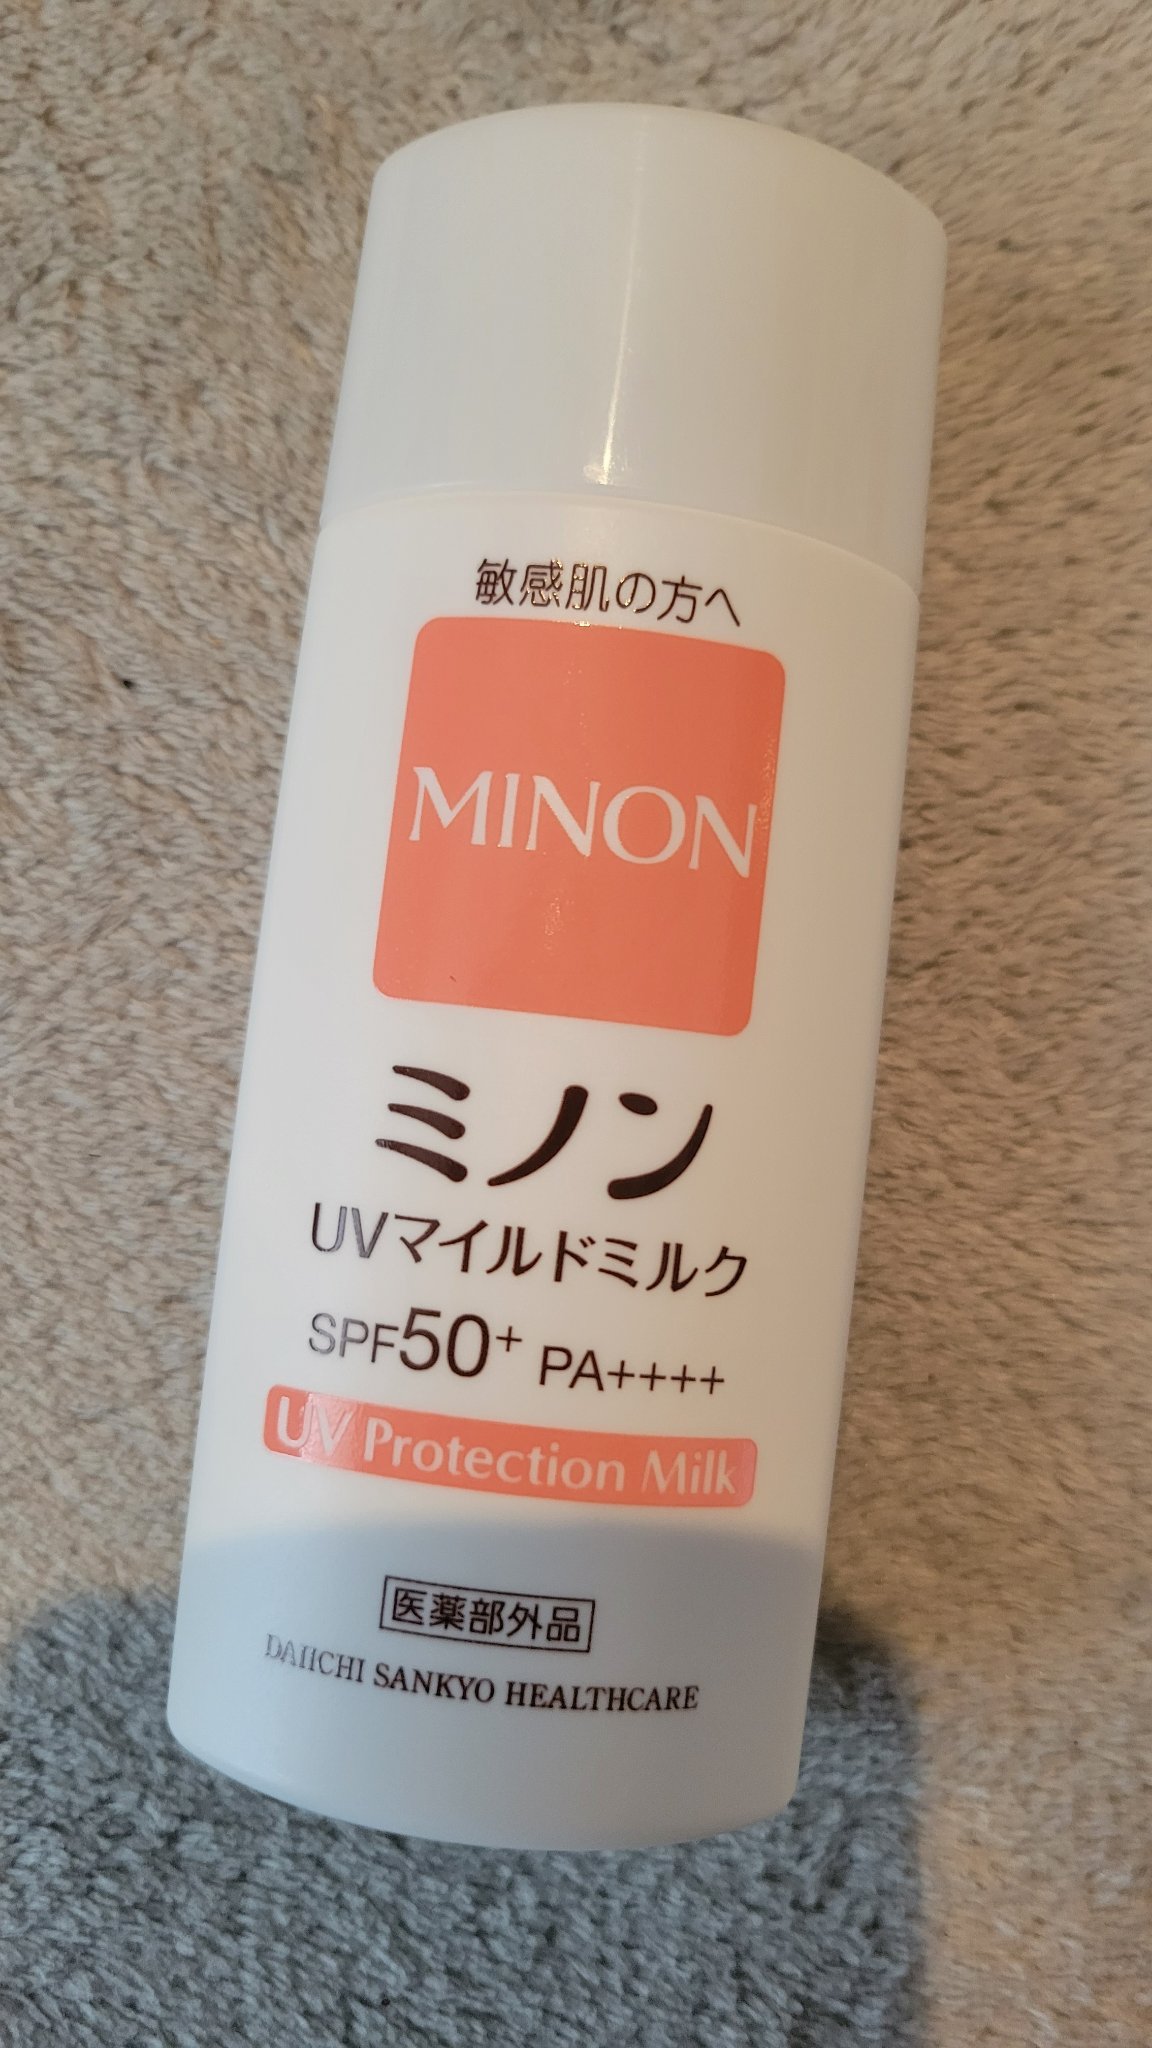 敏感肌の方へ
MINON
ミノン
UVマイルドミルク
SPF50+ PA++++
UV Protection Milk
医薬部外品
DAIICHI SANKYO HEALTHCARE